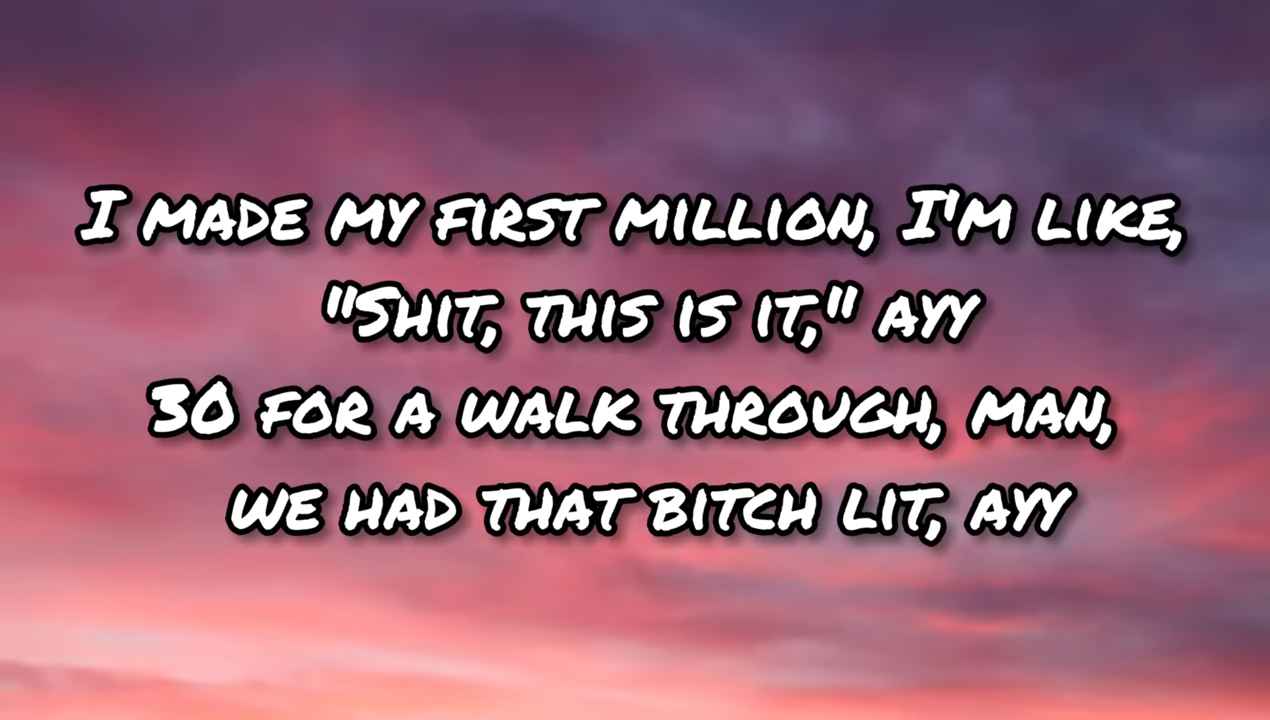 I made my first million, I'm like,
"Shit, this is it," ayy
30 for a walk through, man,
we had that bitch lit, ayy